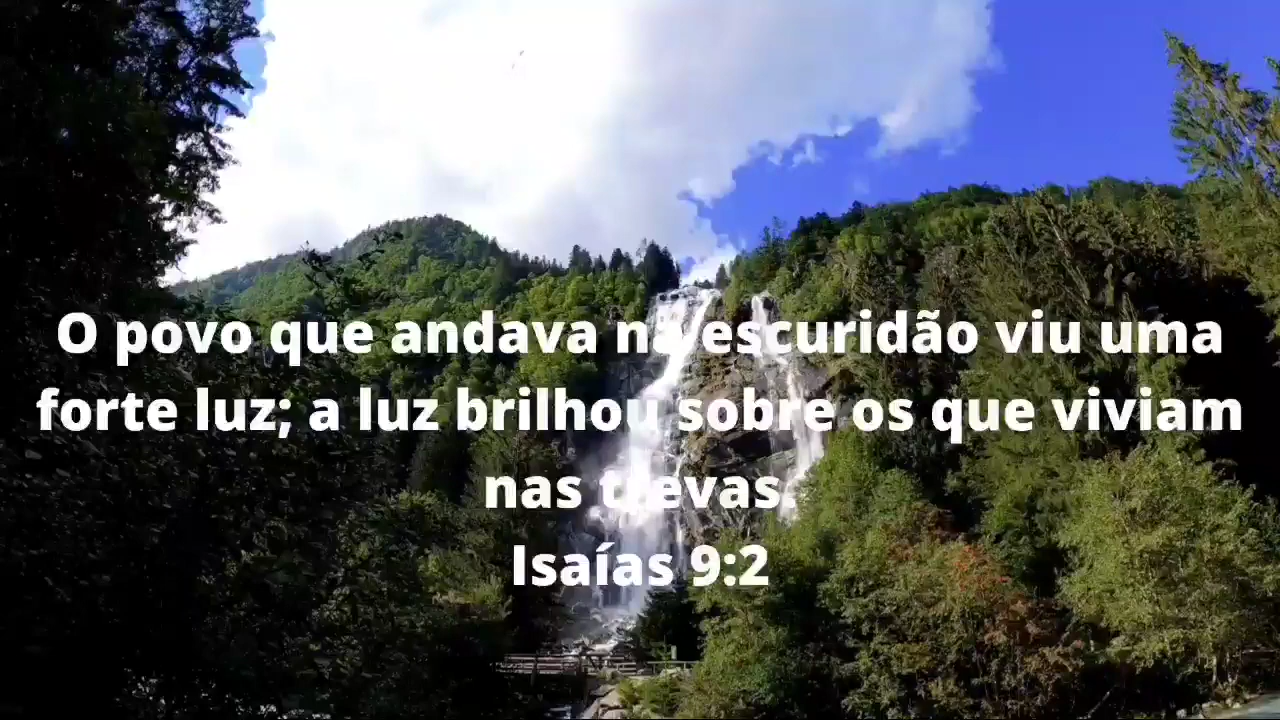 O povo que andava na escuridão viu uma
forte luz; a luz brilhou sobre os que viviam
nas trevas.
Isaías 9:2